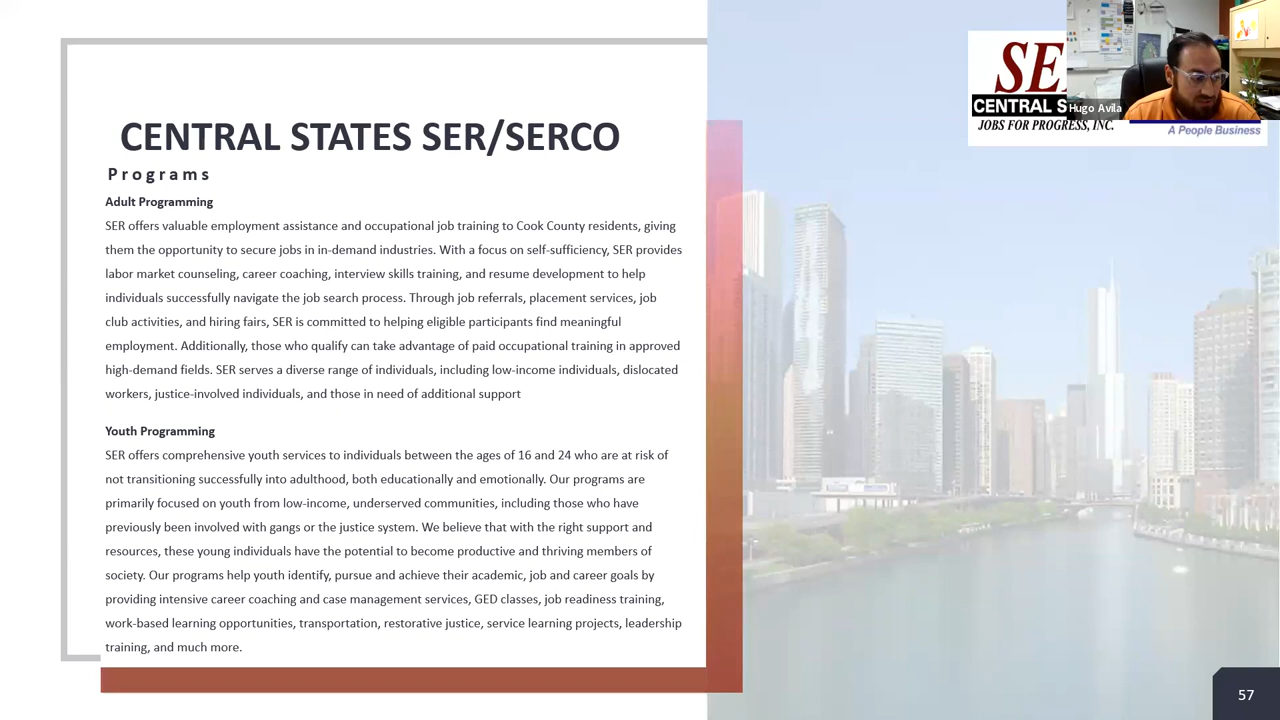 CENTRAL STATES SER/SERCO
Programs
Adult Programming
SER offers valuable employment assistance and occupational job training to Cook County residents, giving
them the opportunity to secure jobs in in-demand industries. With a focus on self-sufficiency, SER provides
labor market counseling, career coaching, interview skills training, and resume development to help
individuals successfully navigate the job search process. Through job referrals, placement services, job
club activities, and hiring fairs, SER is committed to helping eligible participants find meaningful
employment. Additionally, those who qualify can take advantage of paid occupational training in approved
high-demand fields. SER serves a diverse range of individuals, including low-income individuals, dislocated
workers, justice-involved individuals, and those in need of additional support
Youth Programming
SER offers comprehensive youth services to individuals between the ages of 16 and 24 who are at risk of
not transitioning successfully into adulthood, both educationally and emotionally. Our programs are
primarily focused on youth from low-income, underserved communities, including those who have
previously been involved with gangs or the justice system. We believe that with the right support and
resources, these young individuals have the potential to become productive and thriving members of
society. Our programs help youth identify, pursue and achieve their academic, job and career goals by
providing intensive career coaching and case management services, GED classes, job readiness training,
work-based learning opportunities, transportation, restorative justice, service learning projects, leadership
training, and much more.
SE
CENTRAL S
Hugo Avila
JOBS FOR PROGRESS, INC.
A People Business
57